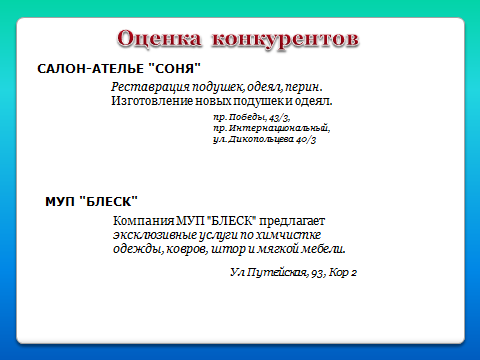 Оценка конкурентов
САЛОН-АТЕЛЬЕ "СОНЯ"
Реставрация подушек, одеял, перин.
Изготовление новых подушек и одеял.
пр. Победы, 43/3,
пр. Интернациональный,
ул. Дикопольцева 40/3
МУП "БЛЕСК"
Компания МУП "БЛЕСК" предлагает
эксклюзивные услуги по химчистке
одежды, ковров, штор и мягкой мебели.
Ул Путейская, 93, Кор 2